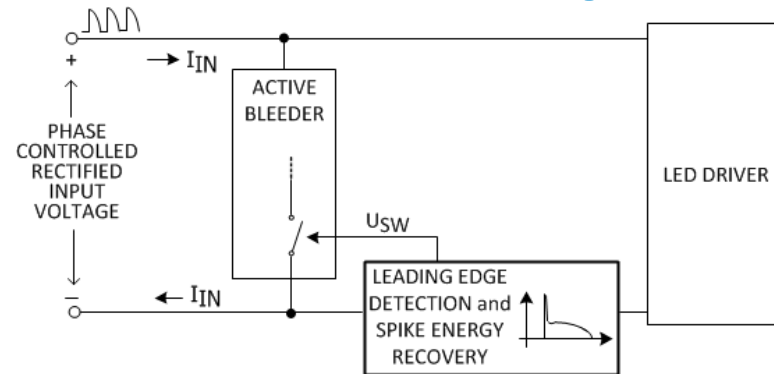 +
I_IN
ACTIVE
BLEEDER
PHASE
CONTROLLED
RECTIFIED
INPUT
VOLTAGE
LED DRIVER
U_SW
LEADING EDGE
DETECTION and
SPIKE ENERGY
RECOVERY
−
I_IN